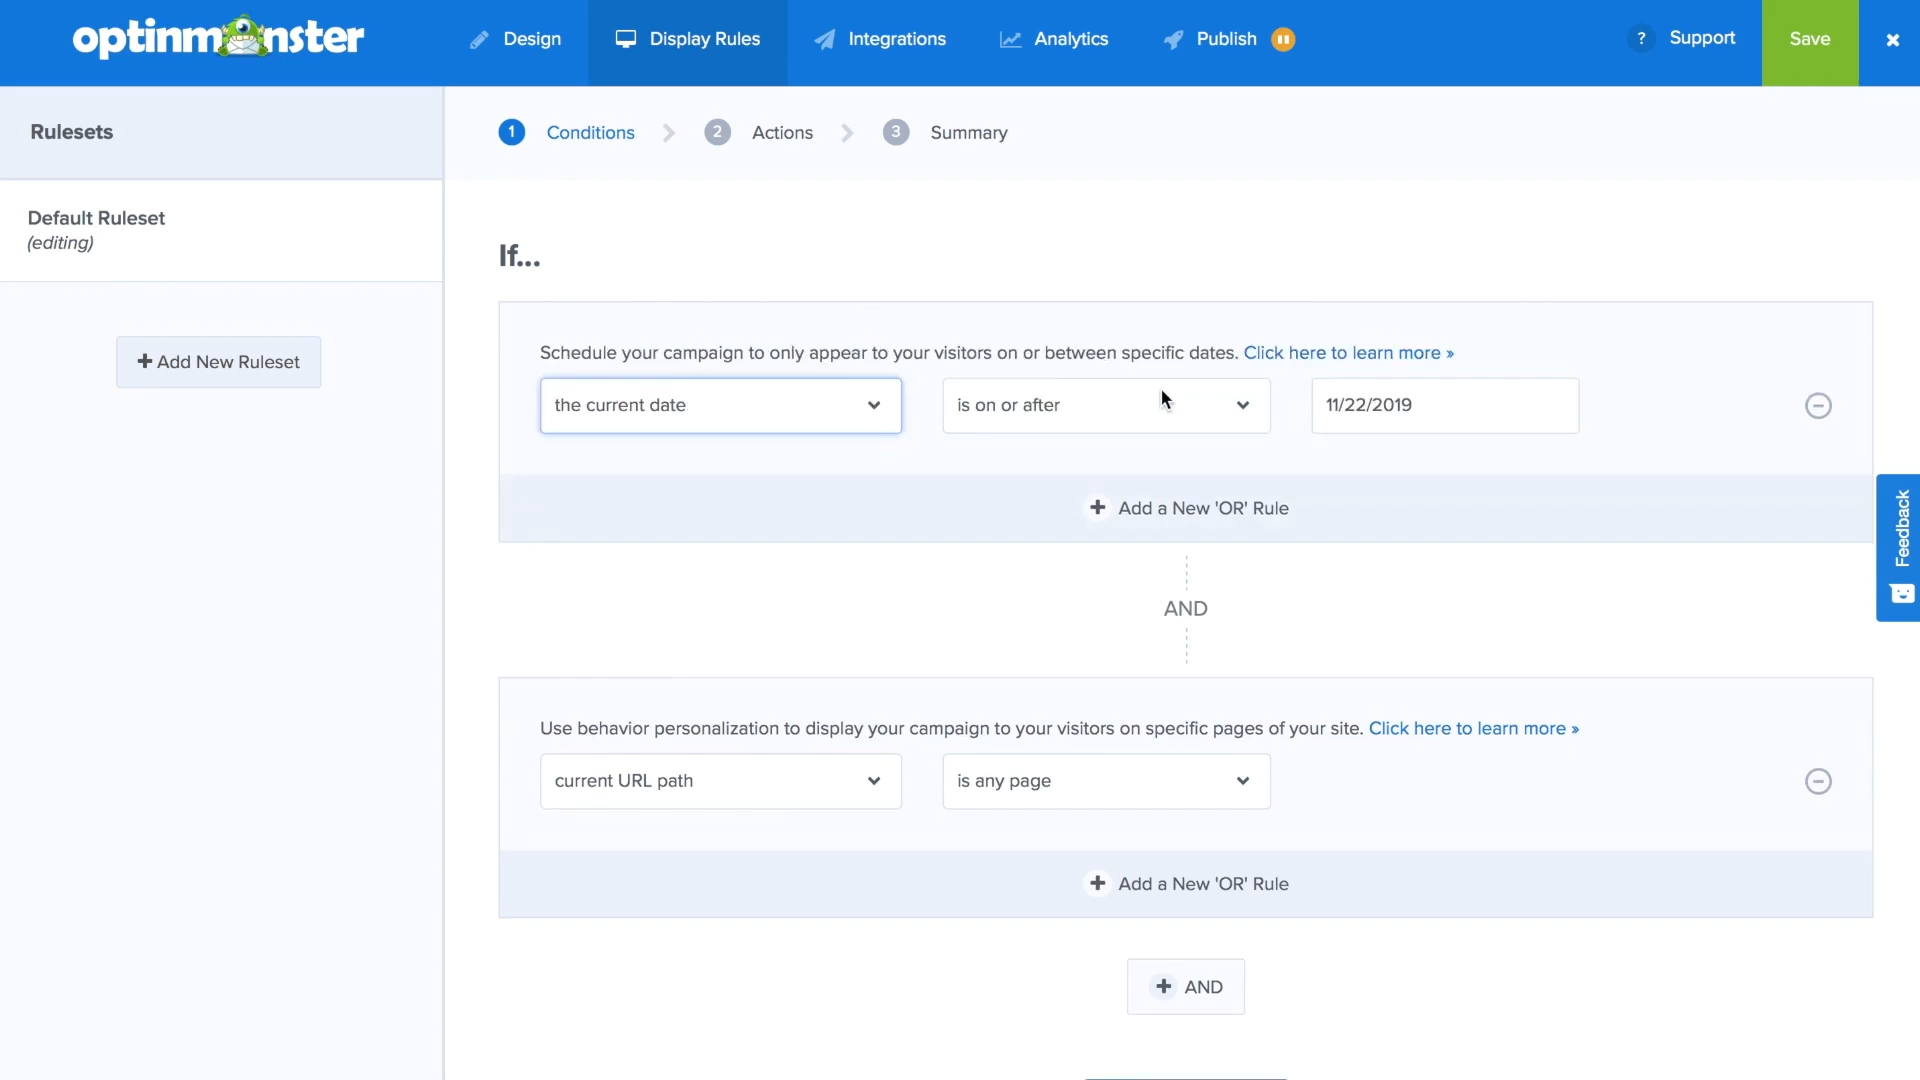 optinmonster
Design
Display Rules
Integrations
Analytics
Publish
? Support
Save
Rulesets
1 Conditions
2 Actions
3 Summary
Default Ruleset
(editing)
+ Add New Ruleset
If...
Schedule your campaign to only appear to your visitors on or between specific dates. Click here to learn more »
the current date
is on or after
11/22/2019
+ Add a New 'OR' Rule
AND
Use behavior personalization to display your campaign to your visitors on specific pages of your site. Click here to learn more »
current URL path
is any page
+ Add a New 'OR' Rule
+ AND
Feedback